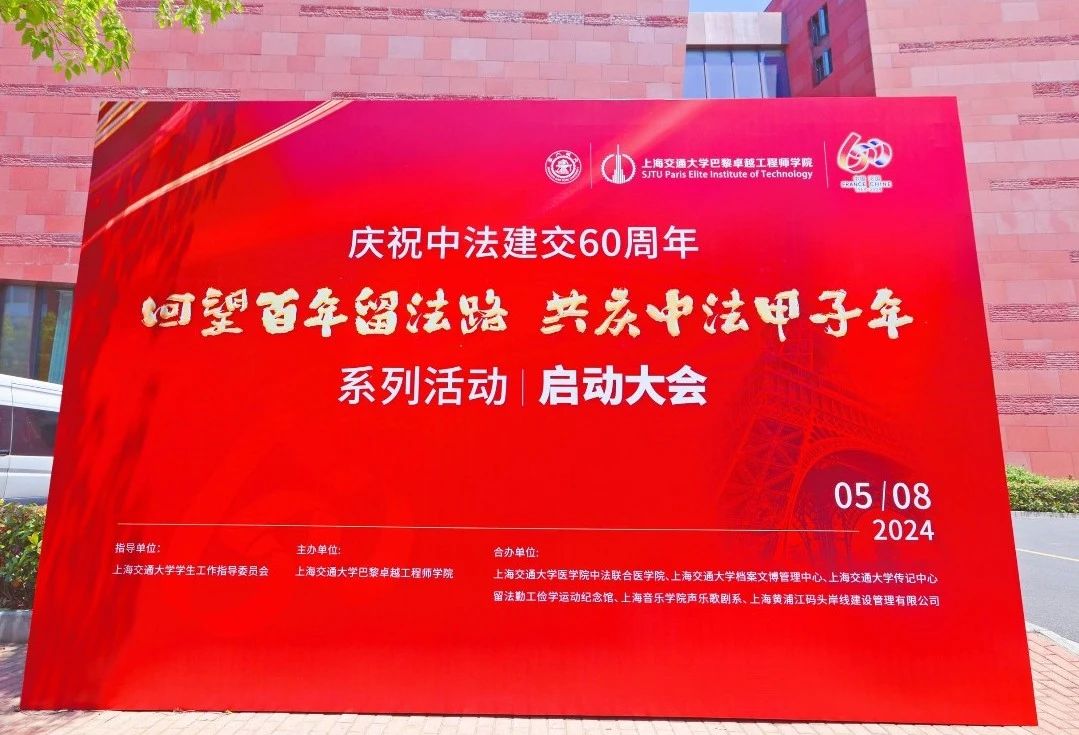 上海交通大学巴黎卓越工程师学院
SJTU Paris Elite Institute of Technology
60
FRANCE CHINE
庆祝中法建交60周年
回望百年留法路 共庆中法甲子年
系列活动|启动大会
05/08
2024
指导单位：
上海交通大学学生工作指导委员会
主办单位：
上海交通大学巴黎卓越工程师学院
合办单位：
上海交通大学医学院中法联合医学院、上海交通大学档案文博管理中心、上海交通大学传记中心
留法勤工俭学运动纪念馆、上海音乐学院声乐歌剧系、上海黄浦江码头岸线建设管理有限公司